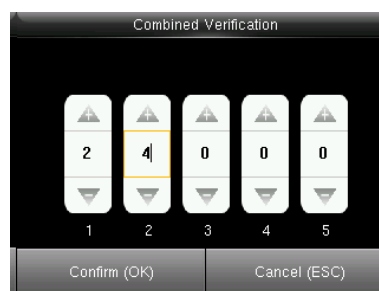 Combined Verification
+ + + + +
2 4 0 0 0
- - - - -
1 2 3 4 5
Confirm (OK) Cancel (ESC)